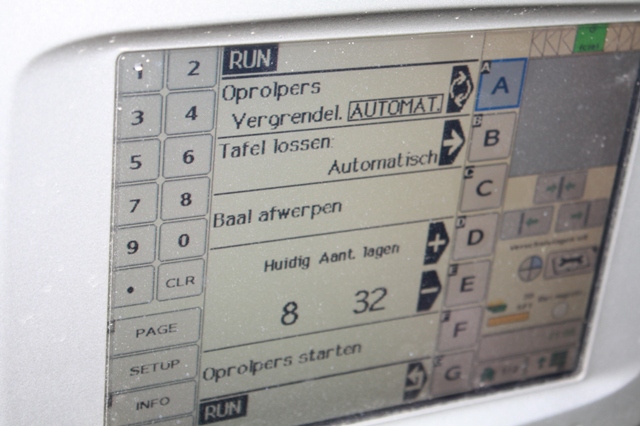 RUN
Oprolpers
Vergrendel. AUTOMAT.
Tafel lossen:
Automatisch
Baal afwerpen
Huidig Aant. lagen
8 32
Oprolpers starten
RUN
1 2
3 4
5 6
7 8
9 0
. CLR
PAGE
SETUP
INFO
A
B
C
D
E
F
G